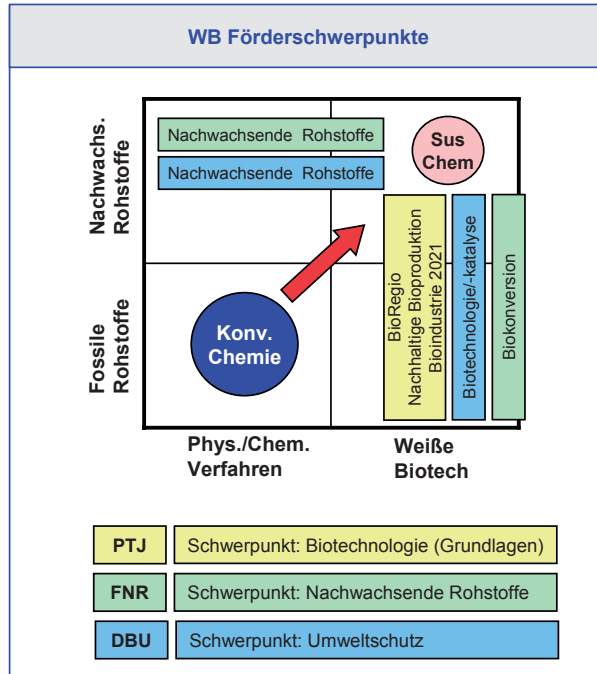 WB Förderschwerpunkte
Nachwachs.
Rohstoffe
Fossile
Rohstoffe
Nachwachsende Rohstoffe
Nachwachsende Rohstoffe
Sus
Chem
Konv.
Chemie
BioRegio
Nachhaltige Bioproduktion
Bioindustrie 2021
Biotechnologie/-katalyse
Biokonversion
Phys./Chem.
Verfahren
Weiße
Biotech
PTJ Schwerpunkt: Biotechnologie (Grundlagen)
FNR Schwerpunkt: Nachwachsende Rohstoffe
DBU Schwerpunkt: Umweltschutz